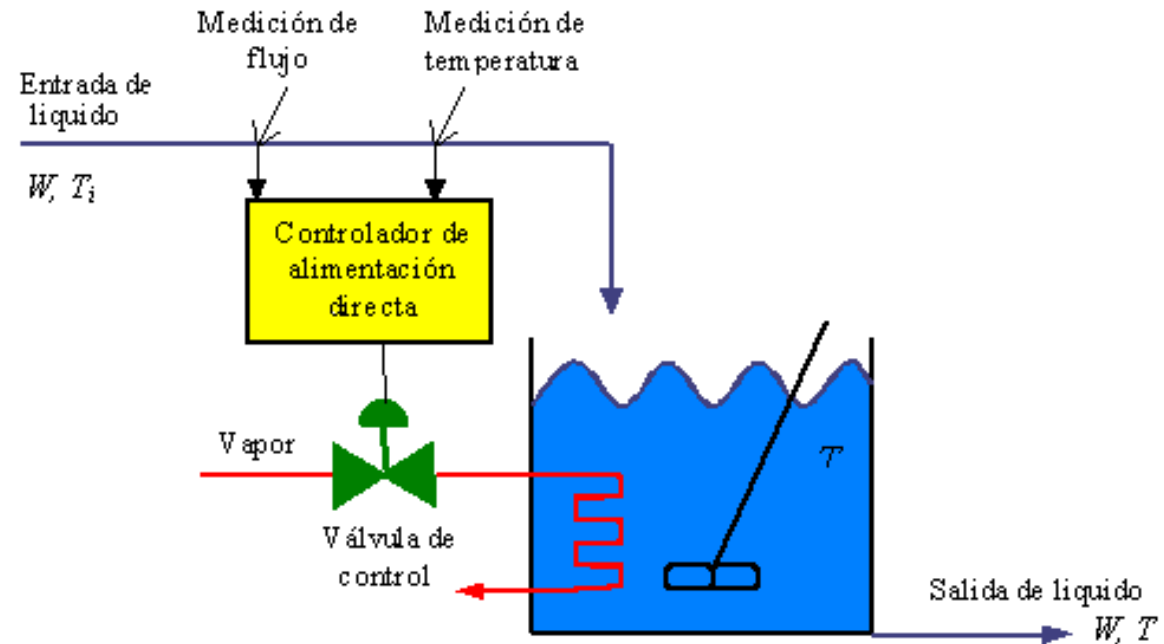 Medición de
flujo
Medición de
temperatura
Entrada de
liquido
W, Ti
Controlador de
alimentación
directa
Vapor
T
Válvula de
control
Salida de liquido
W, T